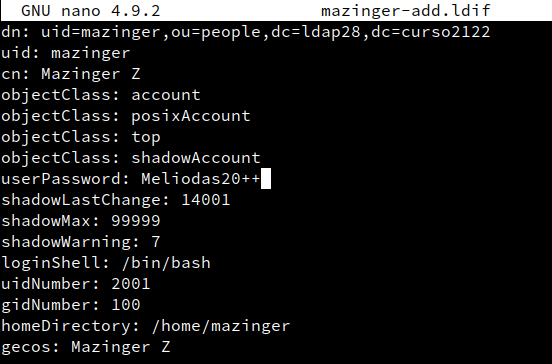 GNU nano 4.9.2 mazinger-add.ldif
dn: uid=mazinger,ou=people,dc=ldap28,dc=curso2122
uid: mazinger
cn: Mazinger Z
objectClass: account
objectClass: posixAccount
objectClass: top
objectClass: shadowAccount
userPassword: Meliodas20++
shadowLastChange: 14001
shadowMax: 99999
shadowWarning: 7
loginShell: /bin/bash
uidNumber: 2001
gidNumber: 100
homeDirectory: /home/mazinger
gecos: Mazinger Z